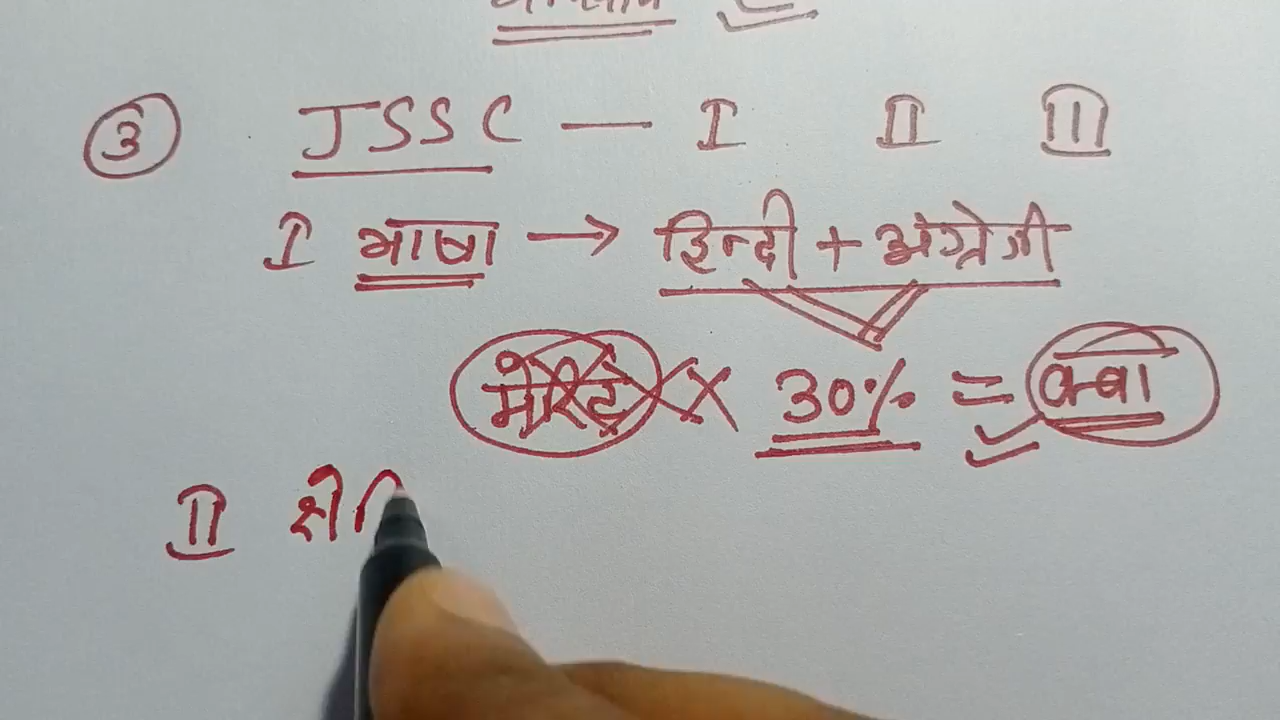 ③ JSSC — I II III
I भाषा → हिन्दी + अंग्रेजी
मेरिट × 30% =
II